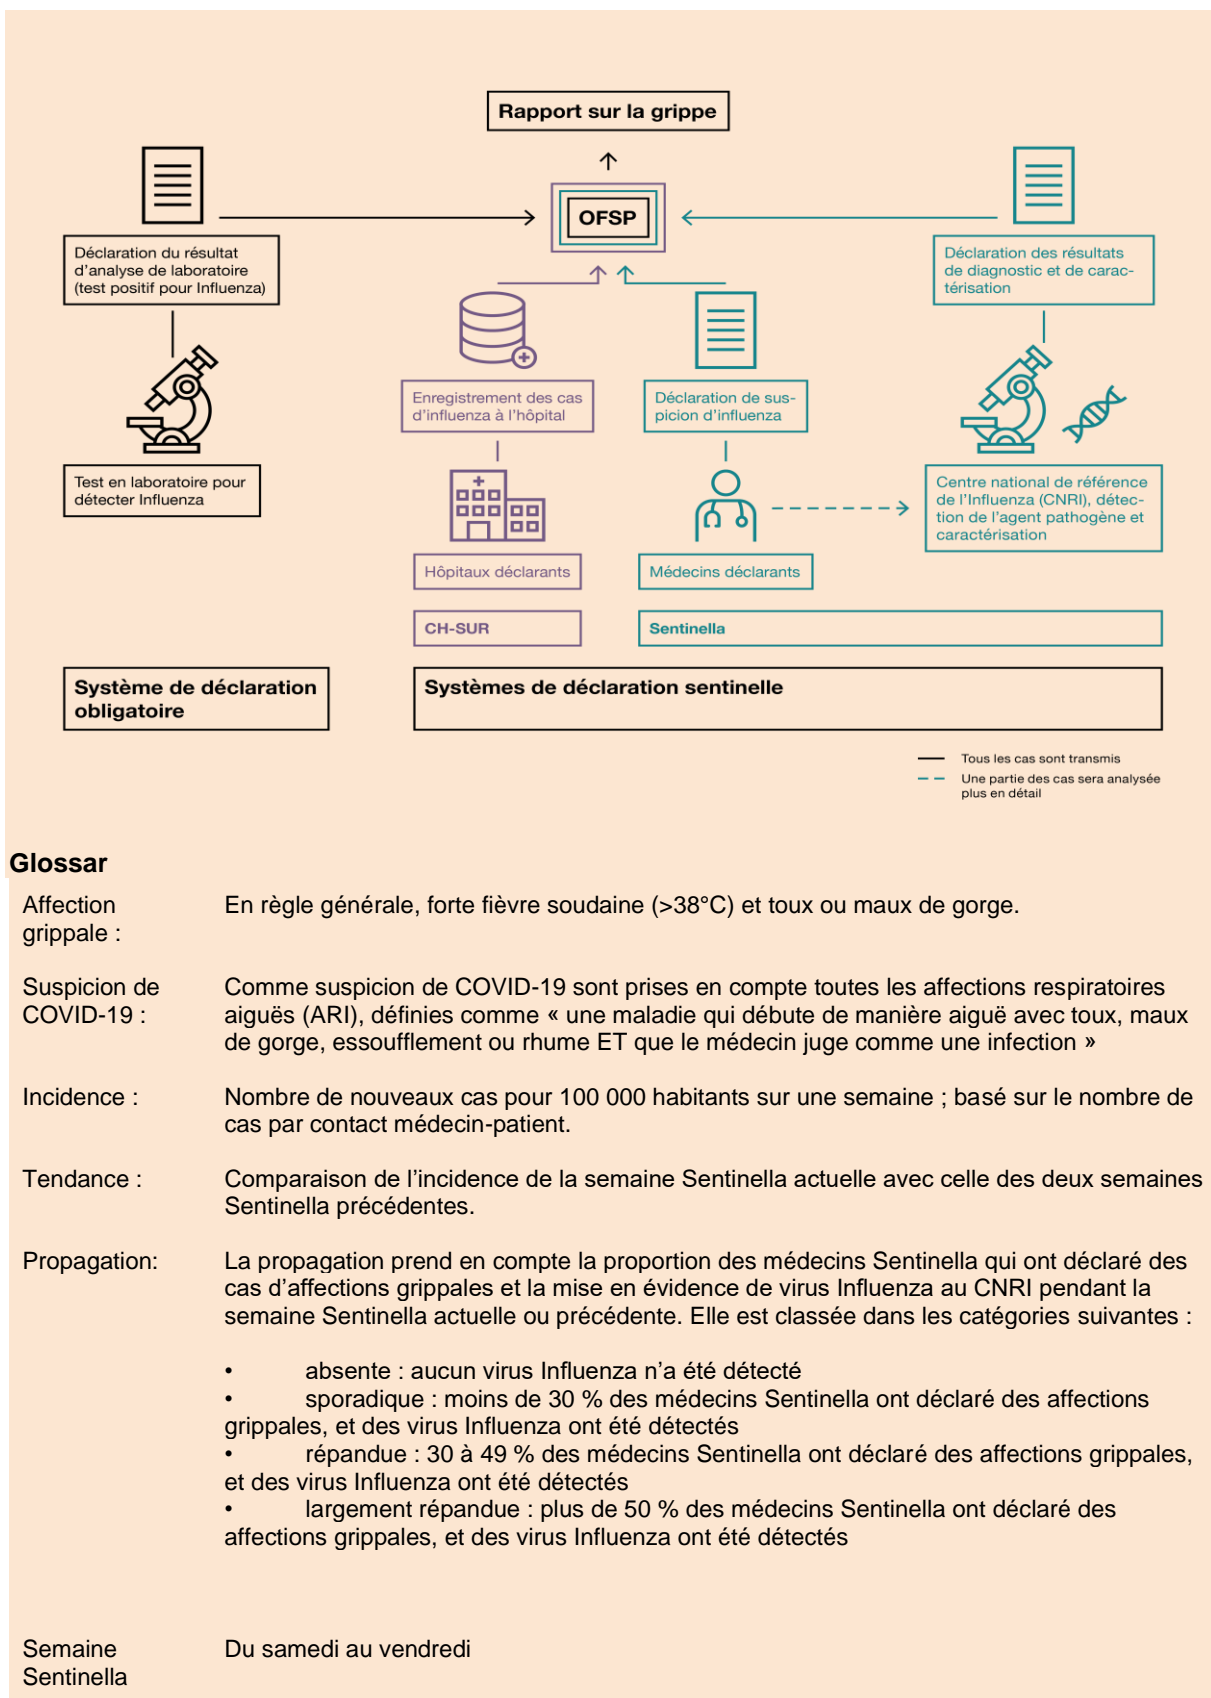 Rapport sur la grippe
OFSP
Déclaration du résultat
d'analyse de laboratoire
(test positif pour Influenza)
Déclaration des résultats
de diagnostic et de carac-
térisation
Enregistrement des cas
d'influenza à l'hôpital
Déclaration de sus-
picion d'influenza
Test en laboratoire pour
détecter Influenza
Centre national de référence
de l'Influenza (CNRI), détec-
tion de l'agent pathogène et
caractérisation
Hôpitaux déclarants
Médecins déclarants
CH-SUR
Sentinella
Système de déclaration
obligatoire
Systèmes de déclaration sentinelle
Tous les cas sont transmis
Une partie des cas sera analysée
plus en détail
Glossar
Affection
grippale :
En règle générale, forte fièvre soudaine (>38°C) et toux ou maux de gorge.
Suspicion de
COVID-19 :
Comme suspicion de COVID-19 sont prises en compte toutes les affections respiratoires
aiguës (ARI), définies comme « une maladie qui débute de manière aiguë avec toux, maux
de gorge, essoufflement ou rhume ET que le médecin juge comme une infection »
Incidence :
Nombre de nouveaux cas pour 100 000 habitants sur une semaine ; basé sur le nombre de
cas par contact médecin-patient.
Tendance :
Comparaison de l'incidence de la semaine Sentinella actuelle avec celle des deux semaines
Sentinella précédentes.
Propagation:
La propagation prend en compte la proportion des médecins Sentinella qui ont déclaré des
cas d'affections grippales et la mise en évidence de virus Influenza au CNRI pendant la
semaine Sentinella actuelle ou précédente. Elle est classée dans les catégories suivantes :
• absente : aucun virus Influenza n'a été détecté
• sporadique : moins de 30 % des médecins Sentinella ont déclaré des affections
grippales, et des virus Influenza ont été détectés
• répandue : 30 à 49 % des médecins Sentinella ont déclaré des affections grippales,
et des virus Influenza ont été détectés
• largement répandue : plus de 50 % des médecins Sentinella ont déclaré des
affections grippales, et des virus Influenza ont été détectés
Semaine
Sentinella
Du samedi au vendredi